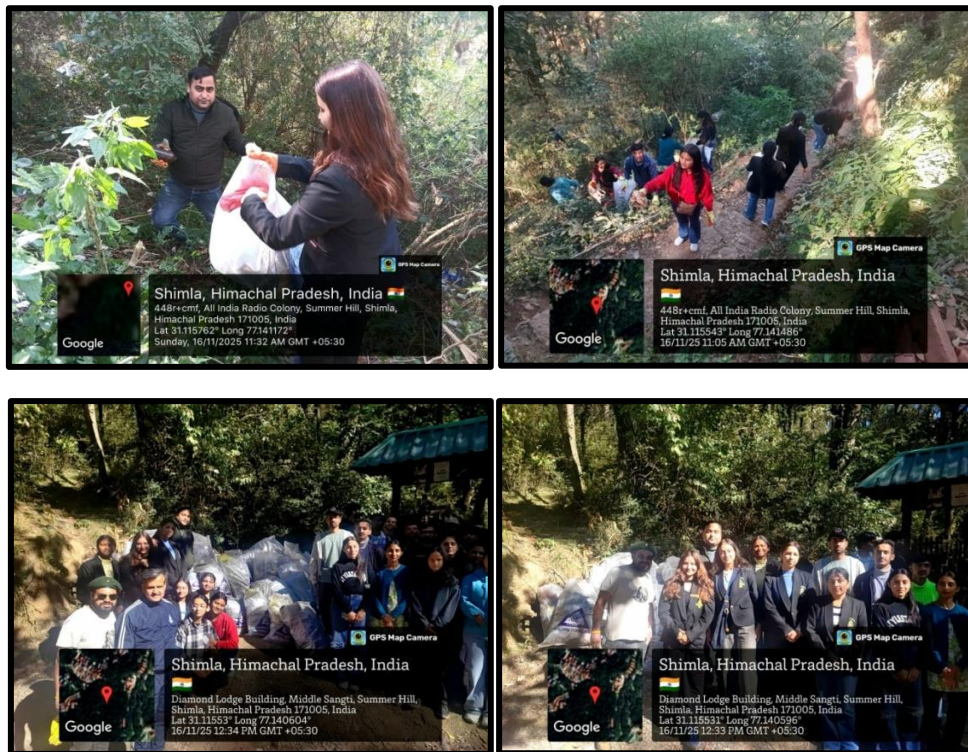 GPS Map Camera
Shimla, Himachal Pradesh, India
448r+cmf, All India Radio Colony, Summer Hill, Shimla,
Himachal Pradesh 171005, India
Lat 31.115762° Long 77.141172°
Sunday, 16/11/2025 11:32 AM GMT +05:30
Google
GPS Map Camera
Shimla, Himachal Pradesh, India
448r+cmf, All India Radio Colony, Summer Hill, Shimla,
Himachal Pradesh 171005, India
Lat 31.115543° Long 77.141486°
16/11/25 11:05 AM GMT +05:30
Google
GPS Map Camera
Shimla, Himachal Pradesh, India
Diamond Lodge Building, Middle Sangti, Summer Hill,
Shimla, Himachal Pradesh 171005, India
Lat 31.11553° Long 77.140604°
16/11/25 12:34 PM GMT +05:30
Google
GPS Map Camera
Shimla, Himachal Pradesh, India
Diamond Lodge Building, Middle Sangti, Summer Hill,
Shimla, Himachal Pradesh 171005, India
Lat 31.115531° Long 77.140596°
16/11/25 12:33 PM GMT +05:30
Google